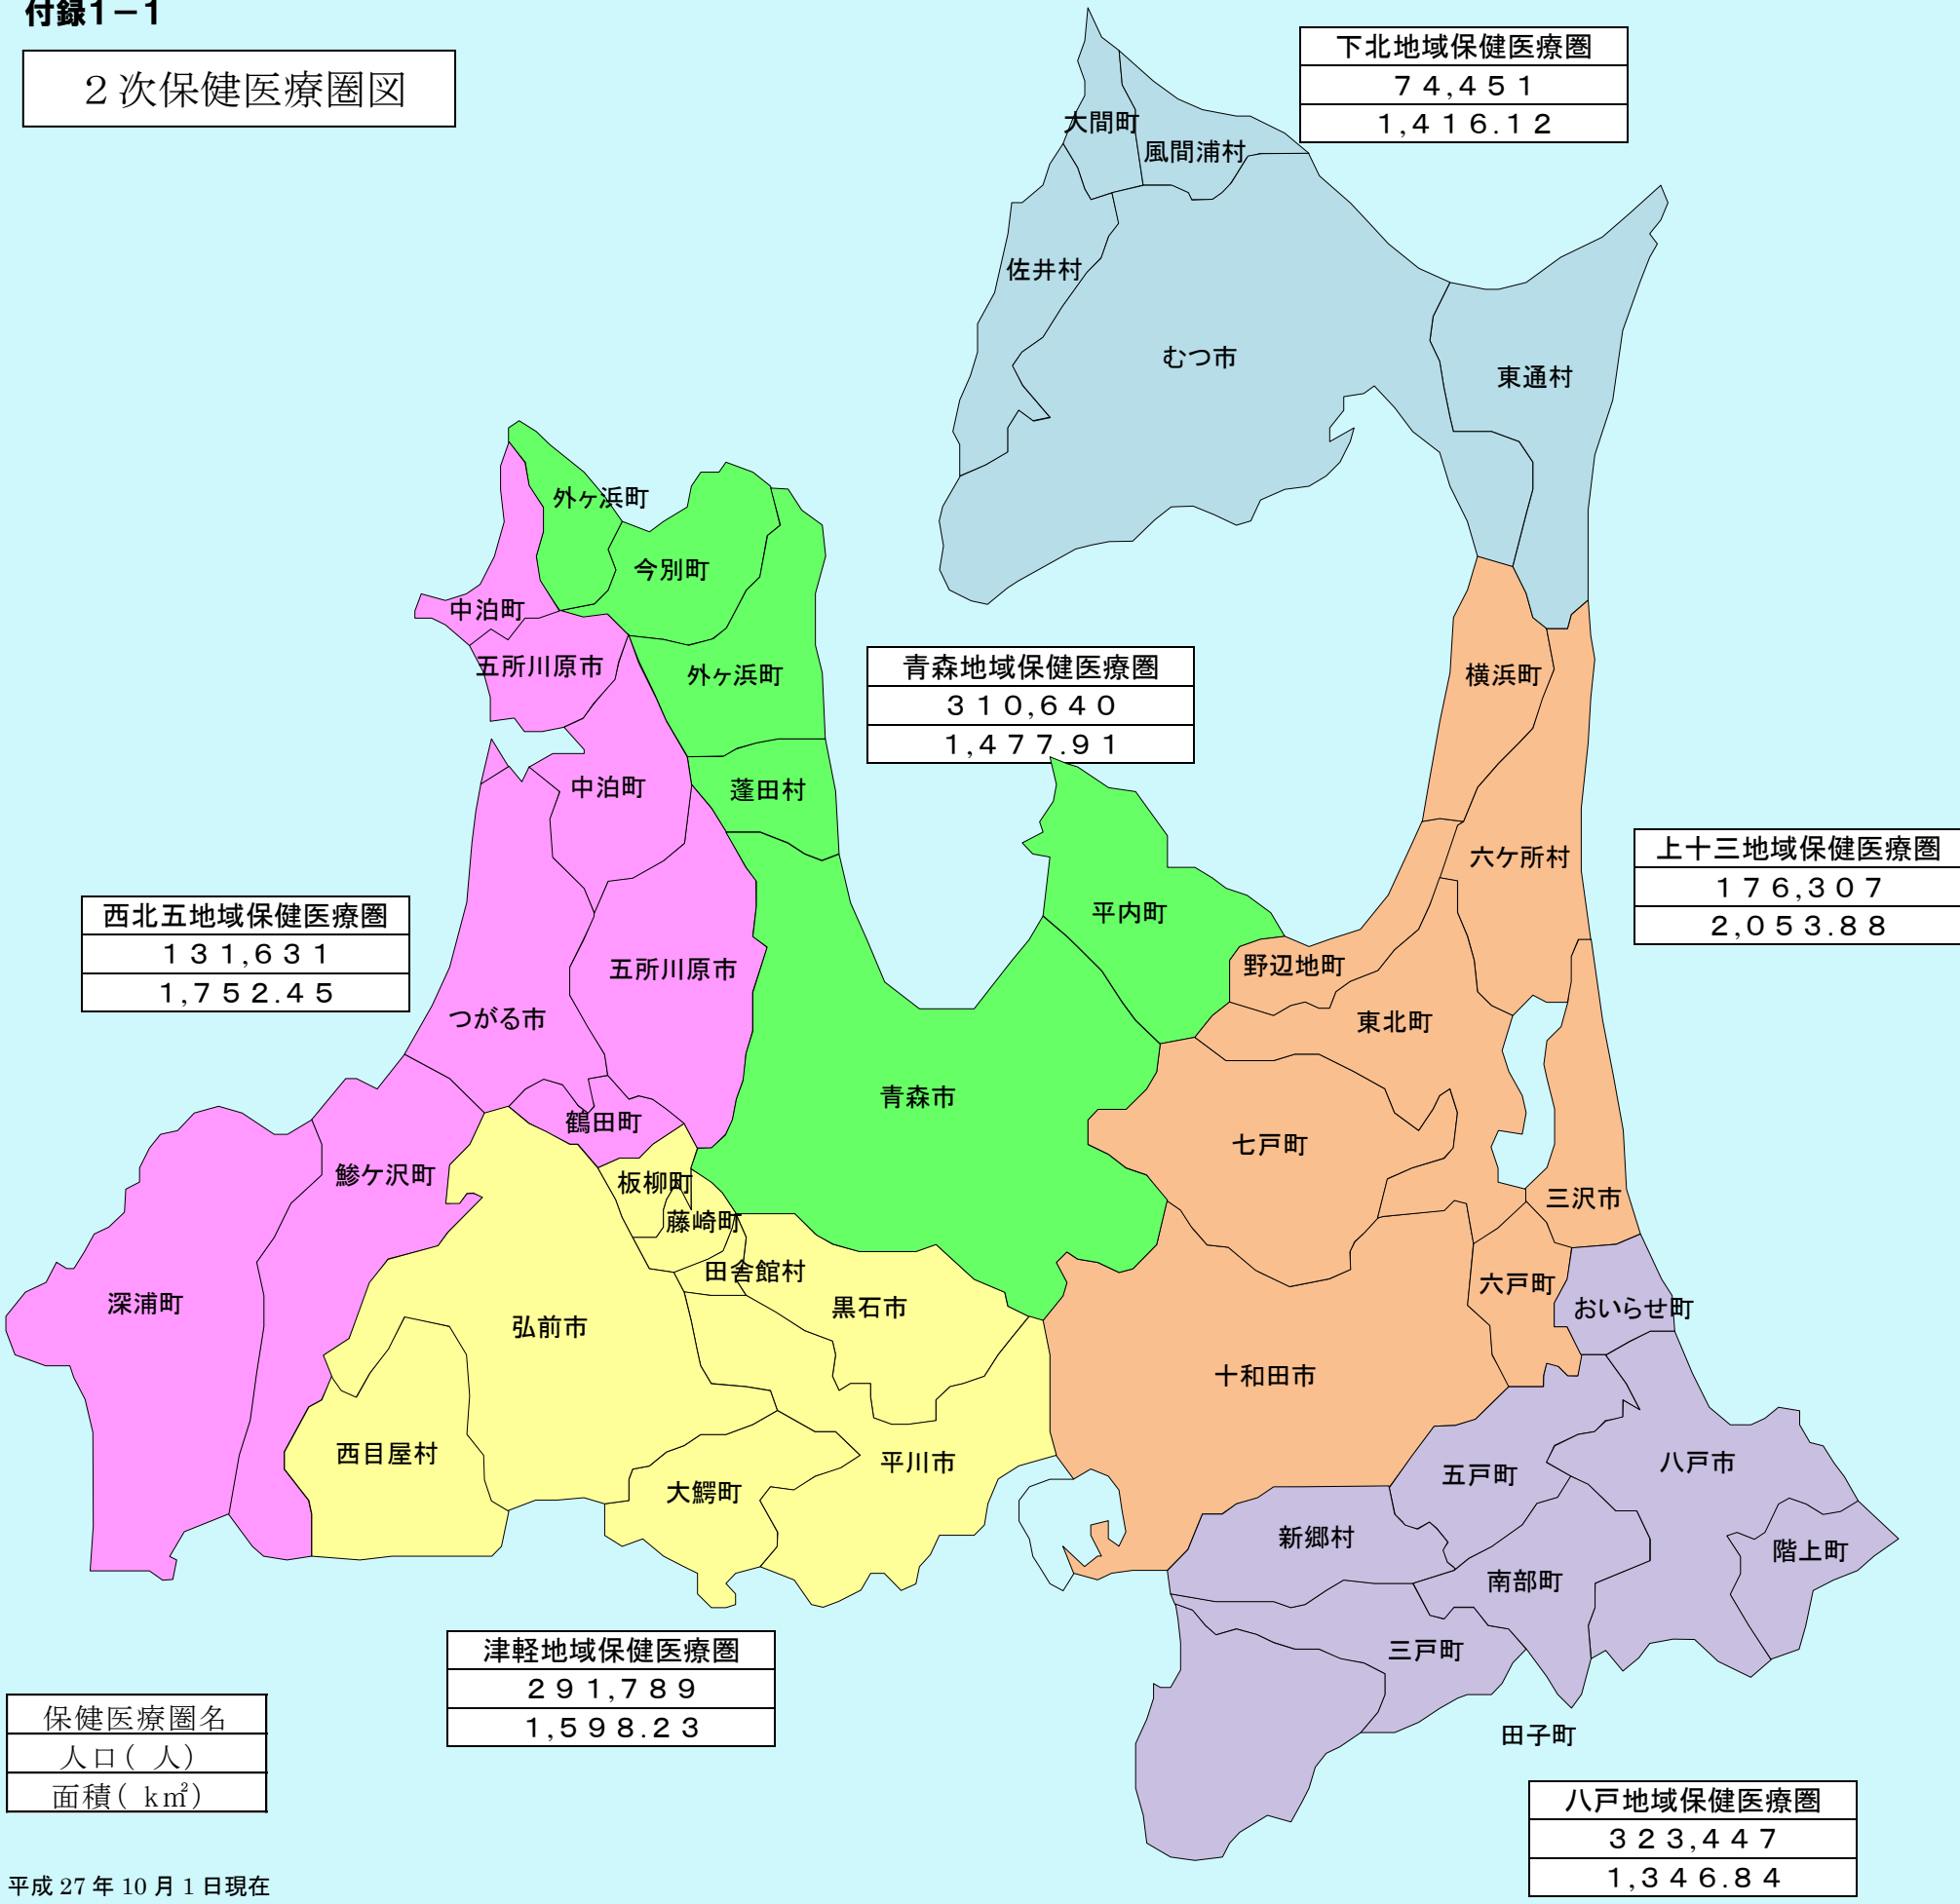 付録1－1
２次保健医療圏図
下北地域保健医療圏
７４,４５１
１,４１６.１２
大間町
風間浦村
佐井村
むつ市
東通村
外ヶ浜町
今別町
中泊町
五所川原市
外ヶ浜町
青森地域保健医療圏
３１０,６４０
１,４７７.９１
横浜町
中泊町
蓬田村
六ケ所村
上十三地域保健医療圏
１７６,３０７
２,０５３.８８
西北五地域保健医療圏
１３１,６３１
１,７５２.４５
平内町
野辺地町
五所川原市
つがる市
東北町
青森市
鶴田町
七戸町
鰺ケ沢町
板柳町
三沢市
藤崎町
田舎館村
六戸町
深浦町
黒石市
おいらせ町
弘前市
十和田市
西目屋村
平川市
八戸市
五戸町
大鰐町
新郷村
階上町
南部町
三戸町
津軽地域保健医療圏
２９１,７８９
１,５９８.２３
田子町
保健医療圏名
人口( 人)
面積( k㎡)
八戸地域保健医療圏
３２３,４４７
１,３４６.８４
平成 27 年 10 月 1 日現在